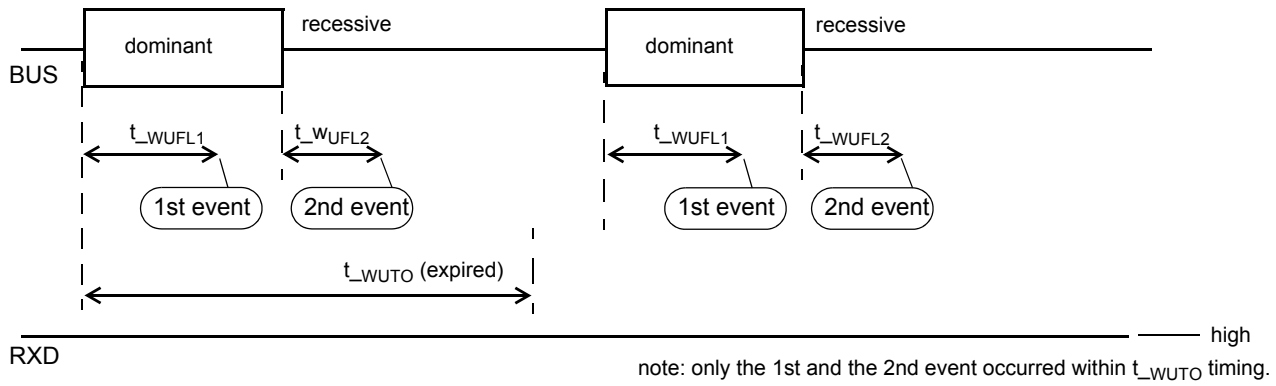 recessive
recessive
dominant
dominant
BUS
t_WUFL1
t_wUFL2
t_WUFL1
t_WUFL2
1st event
2nd event
1st event
2nd event
t_WUTO (expired)
high
RXD
note: only the 1st and the 2nd event occurred within t_WUTO timing.